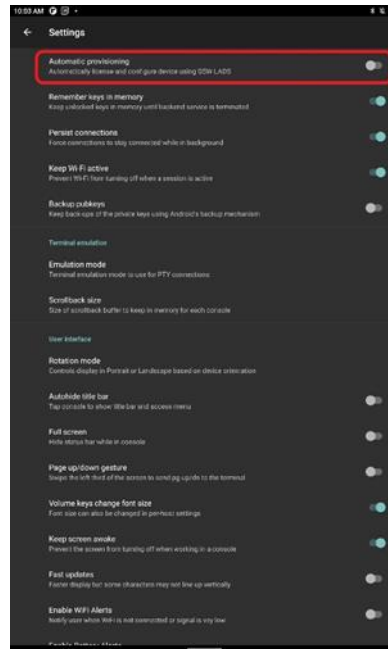 10:03 AM
Settings
Automatic provisioning
Automatically license and configure device using GSW LADS
Remember keys in memory
Keep unlocked keys in memory until backend service is terminated
Persist connections
Force connections to stay connected while in background
Keep Wi-Fi active
Prevent Wi-Fi from turning off when a session is active
Backup pubkeys
Keep back-ups of the private keys using Android's backup mechanism
Terminal emulation
Emulation mode
Terminal emulation mode to use for PTY connections
Scrollback size
Size of scrollback buffer to keep in memory for each console
User interface
Rotation mode
Controls display in Portrait or Landscape based on device orientation
Autohide title bar
Tap console to show title bar and access menu
Full screen
Hide status bar while in console
Page up/down gesture
Swipe the left third of the screen to send pg up/dn to the terminal
Volume keys change font size
Font size can also be changed in per-host settings
Keep screen awake
Prevent the screen from turning off when working in a console
Fast updates
Faster display but some characters may not line up vertically
Enable WiFi Alerts
Notify user when WiFi is not connected or signal is very low
Enable Battery Alerts